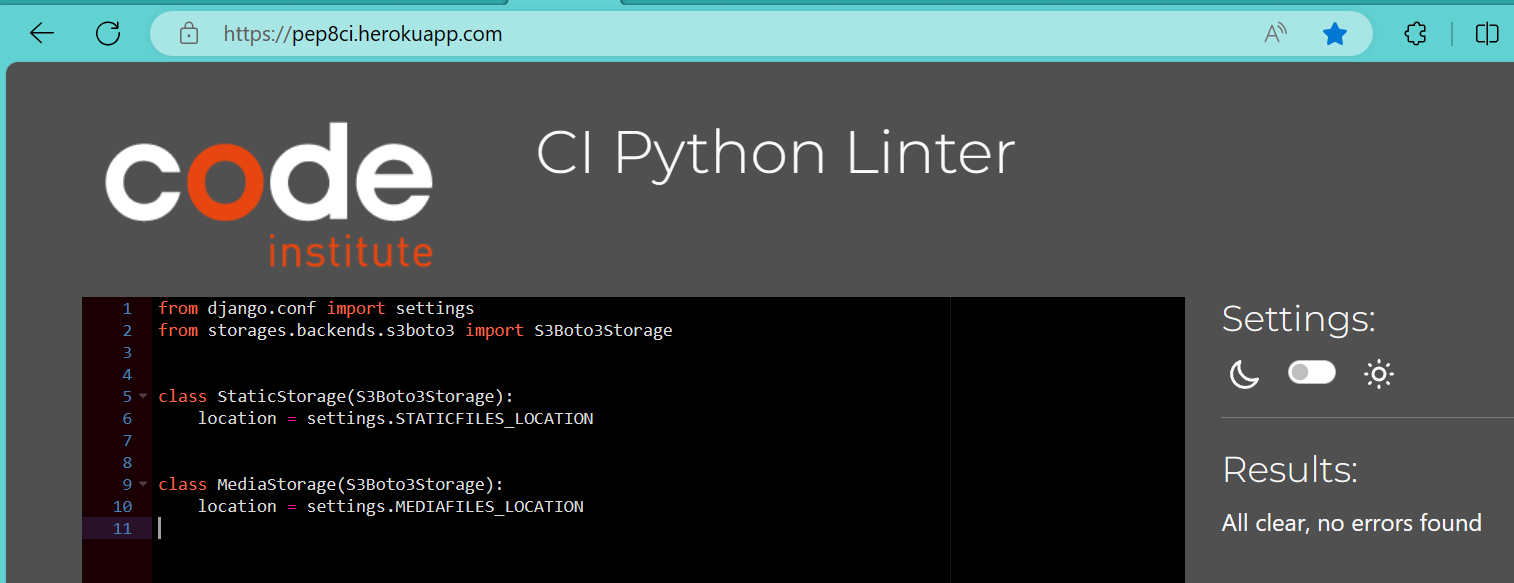 https://pep8ci.herokuapp.com
code
institute
CI Python Linter
1 from django.conf import settings
2 from storages.backends.s3boto3 import S3Boto3Storage
3
4
5 class StaticStorage(S3Boto3Storage):
6     location = settings.STATICFILES_LOCATION
7
8
9 class MediaStorage(S3Boto3Storage):
10     location = settings.MEDIAFILES_LOCATION
11
Settings:
Results:
All clear, no errors found